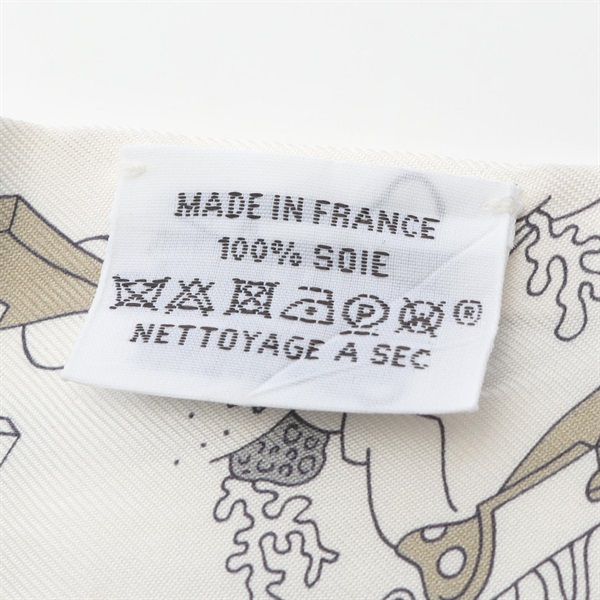 MADE IN FRANCE
100% SOIE
P W ®
NETTOYAGE A SEC